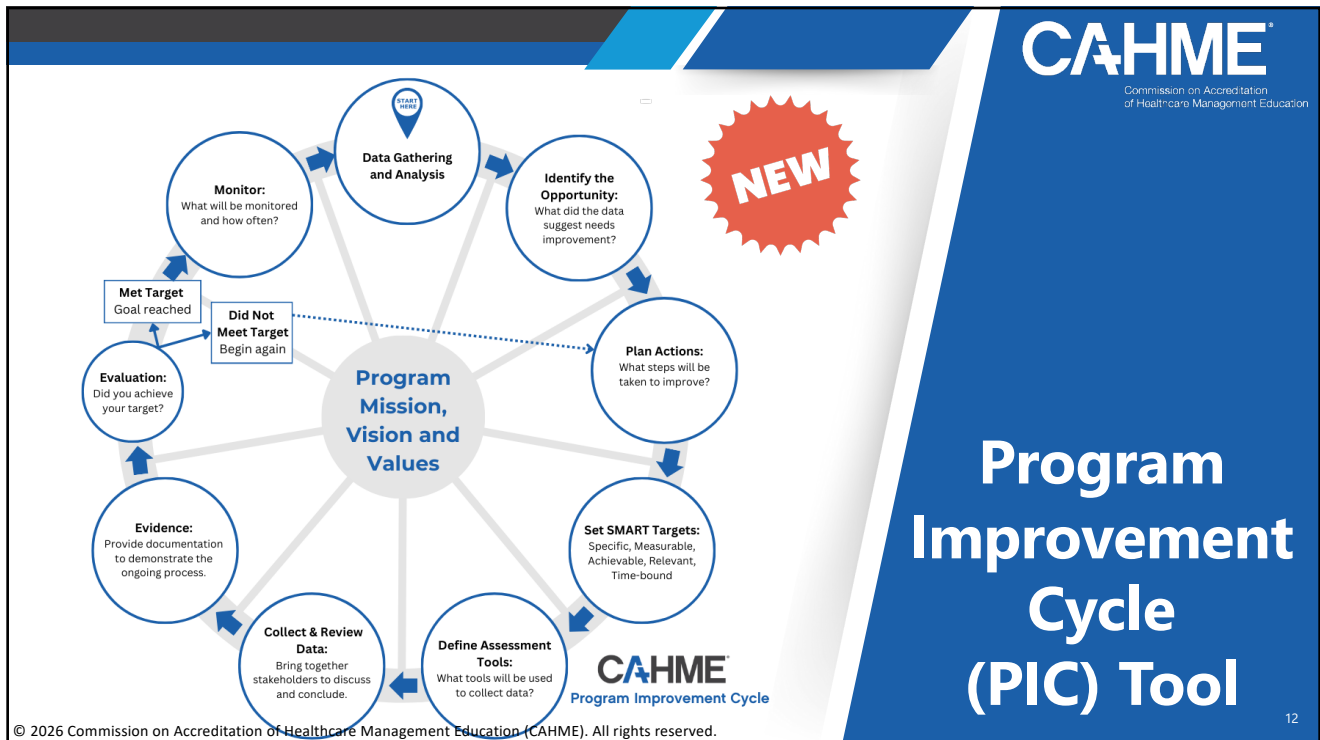 CAHME®
Commission on Accreditation
of Healthcare Management Education
START
HERE
Data Gathering
and Analysis
Identify the
Opportunity:
What did the data
suggest needs
improvement?
NEW
Monitor:
What will be monitored
and how often?
Met Target
Goal reached
Did Not
Meet Target
Begin again
Plan Actions:
What steps will be
taken to improve?
Evaluation:
Did you achieve
your target?
Program
Mission,
Vision and
Values
Evidence:
Provide documentation
to demonstrate the
ongoing process.
Set SMART Targets:
Specific, Measurable,
Achievable, Relevant,
Time-bound
Collect & Review
Data:
Bring together
stakeholders to discuss
and conclude.
Define Assessment
Tools:
What tools will be used
to collect data?
CAHME®
Program Improvement Cycle
Program
Improvement
Cycle
(PIC) Tool
12
© 2026 Commission on Accreditation of Healthcare Management Education (CAHME). All rights reserved.